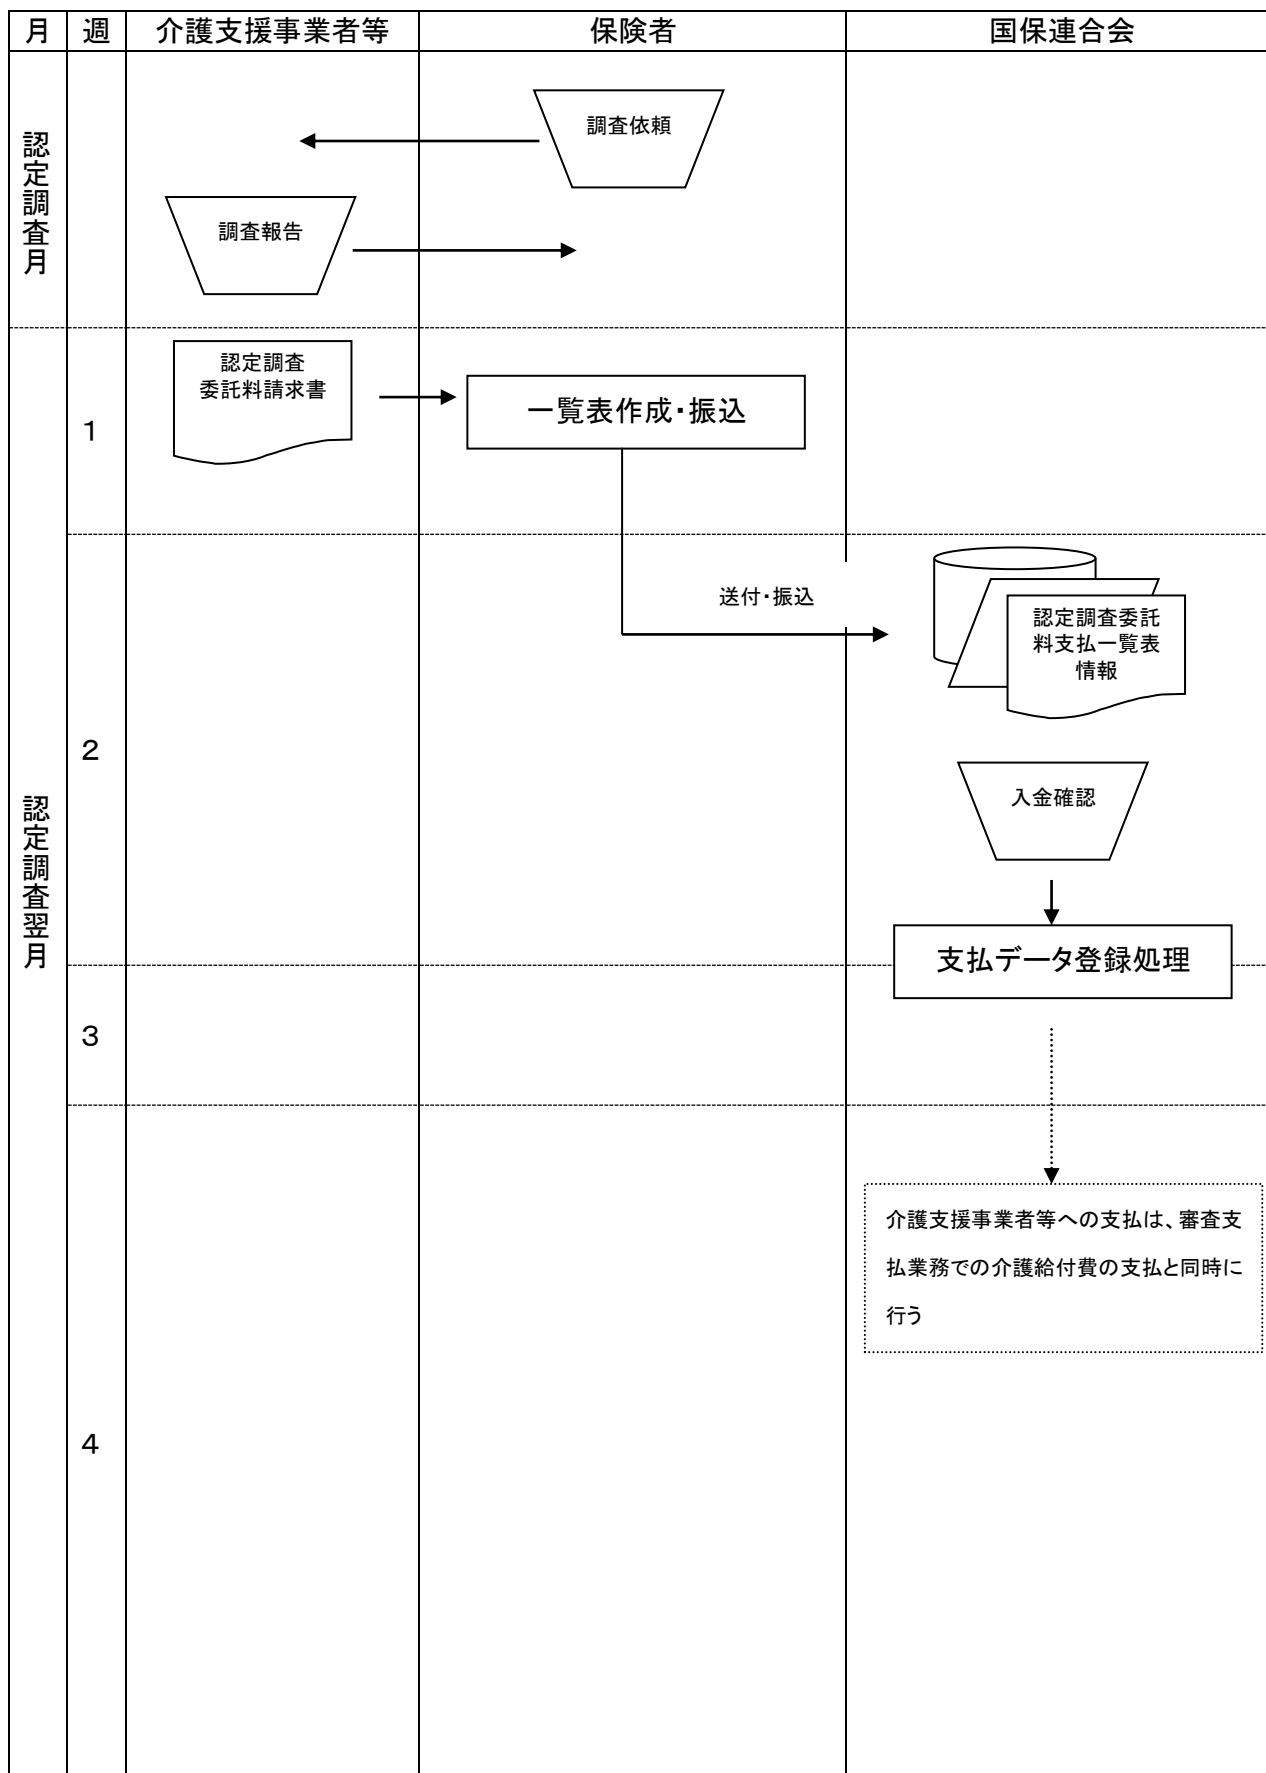 月 週 介護支援事業者等 保険者 国保連合会
認定調査月
調査依頼
調査報告
認定調査翌月
1
認定調査
委託料請求書
一覧表作成・振込
2
送付・振込
認定調査委託
料支払一覧表
情報
入金確認
支払データ登録処理
3
4
介護支援事業者等への支払は、審査支
払業務での介護給付費の支払と同時に
行う